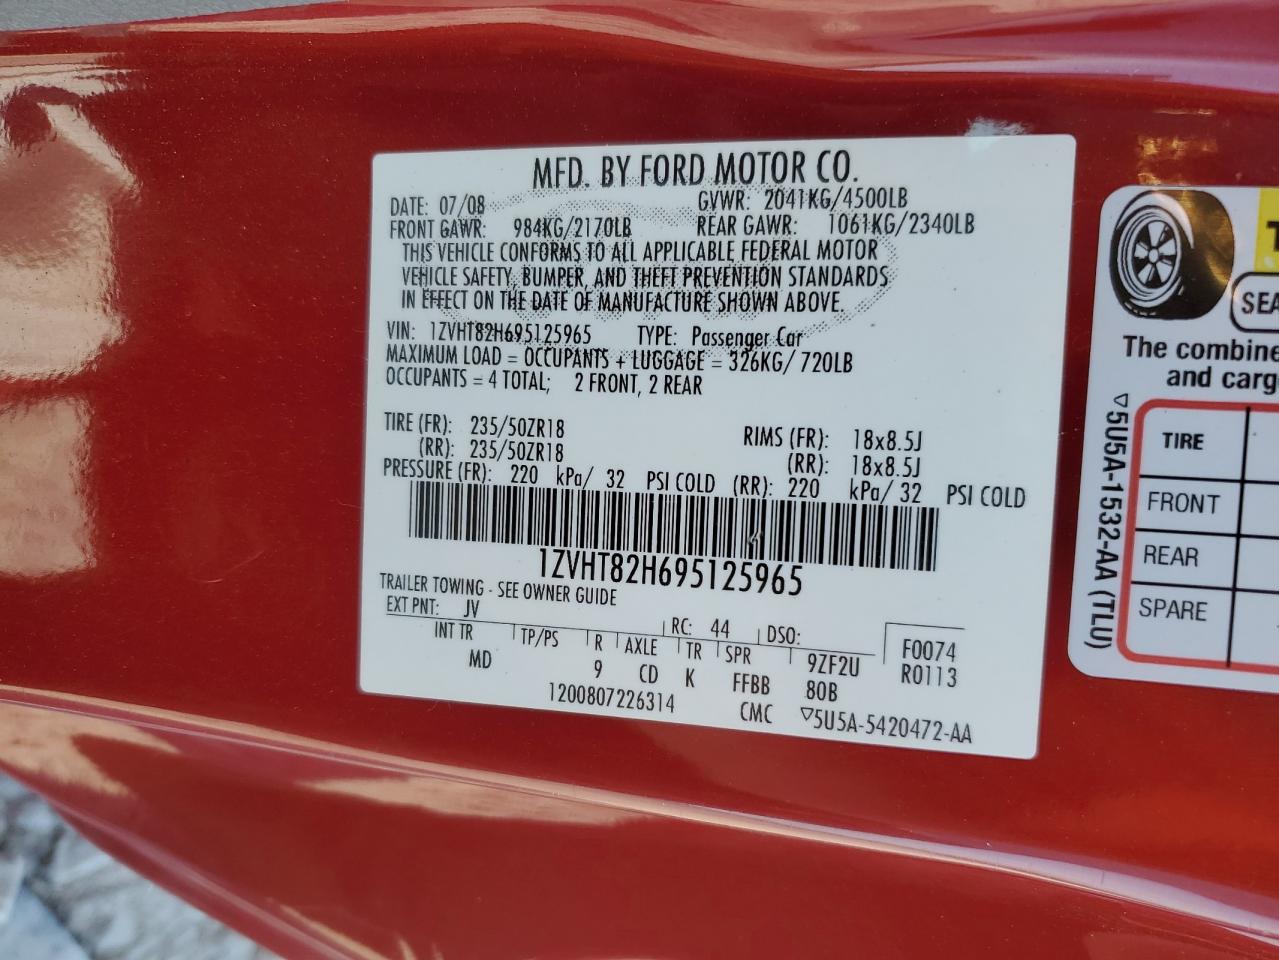 MFD. BY FORD MOTOR CO.
DATE: 07/08 GVWR: 2041KG/4500LB
FRONT GAWR: 984KG/2170LB REAR GAWR: 1061KG/2340LB
THIS VEHICLE CONFORMS TO ALL APPLICABLE FEDERAL MOTOR
VEHICLE SAFETY, BUMPER, AND THEFT PREVENTION STANDARDS
IN EFFECT ON THE DATE OF MANUFACTURE SHOWN ABOVE.
VIN: 1ZVHT82H695125965 TYPE: Passenger Car
MAXIMUM LOAD = OCCUPANTS + LUGGAGE = 326KG/ 720LB
OCCUPANTS = 4 TOTAL; 2 FRONT, 2 REAR
TIRE (FR): 235/50ZR18 RIMS (FR): 18x8.5J
(RR): 235/50ZR18 (RR): 18x8.5J
PRESSURE (FR): 220 kPa/ 32 PSI COLD (RR): 220 kPa/ 32 PSI COLD
1ZVHT82H695125965
TRAILER TOWING - SEE OWNER GUIDE
EXT PNT: JV RC: 44 DSO: F0074
INT TR TP/PS R AXLE TR SPR 9ZF2U R0113
MD 9 CD K FFBB 80B
1200807226314 CMC ▽5U5A-5420472-AA
SEA
The combine
and carg
TIRE
FRONT
REAR
SPARE
▽5U5A-1532-AA (TLU)